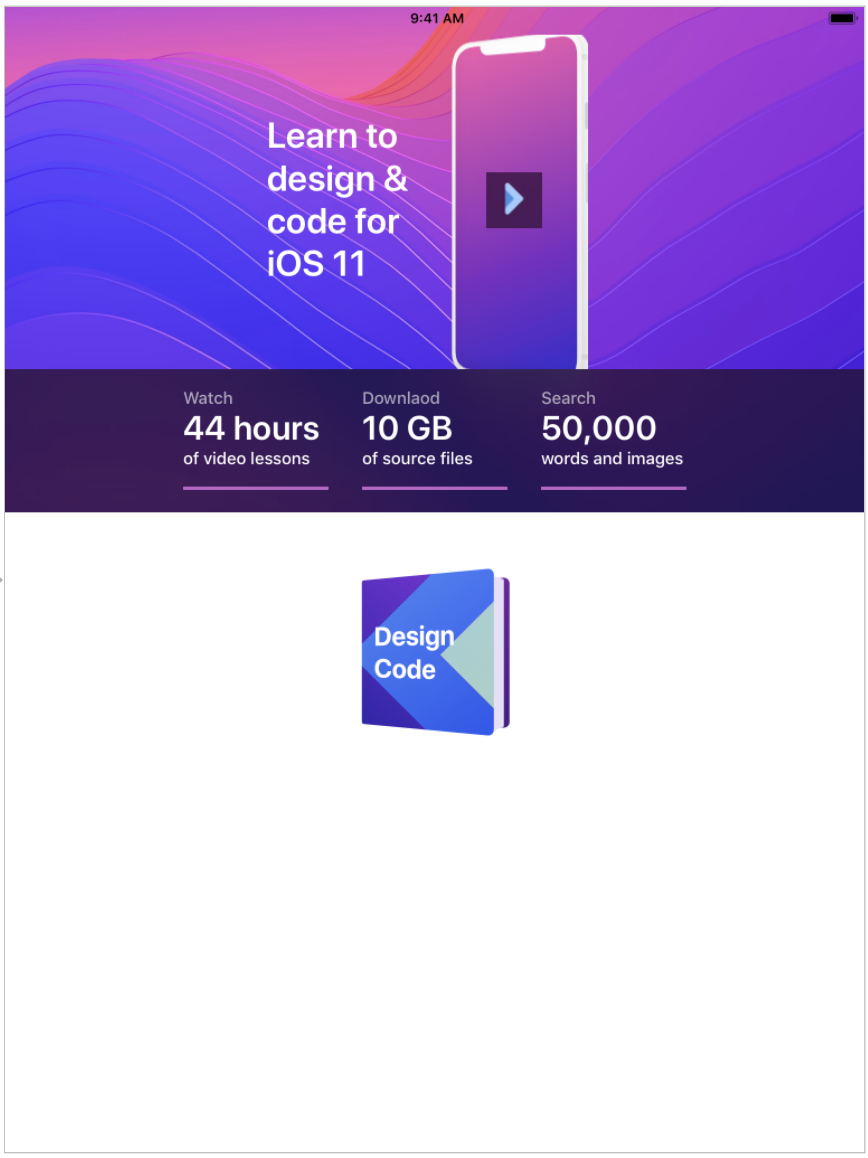 9:41 AM
Learn to
design &
code for
iOS 11
Watch
Downlaod
Search
44 hours
10 GB
50,000
of video lessons
of source files
words and images
Design
Code